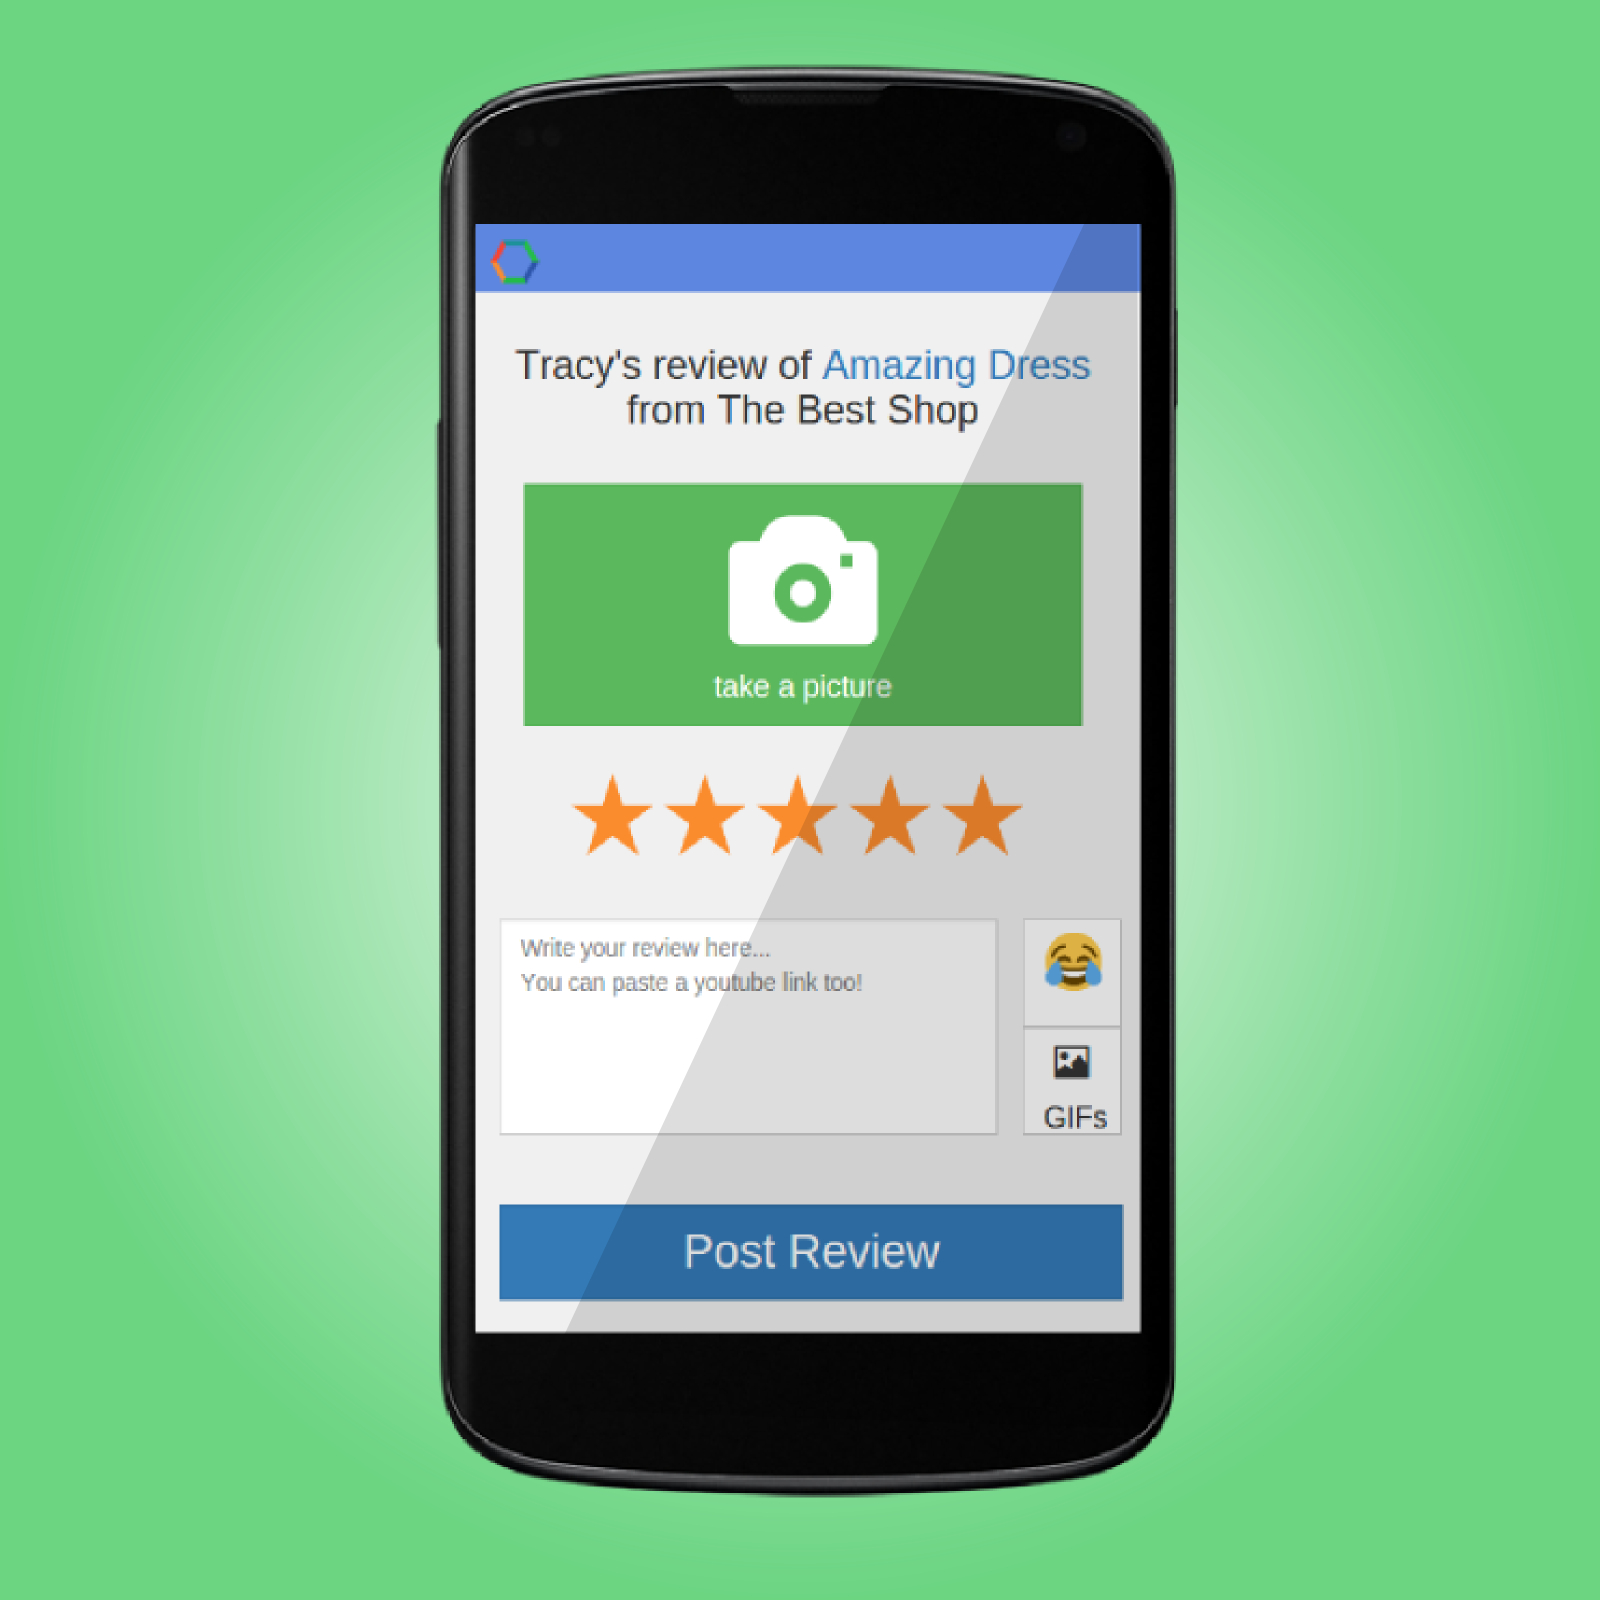 Tracy's review of Amazing Dress
from The Best Shop
take a picture
Write your review here...
You can paste a youtube link too!
GIFs
Post Review